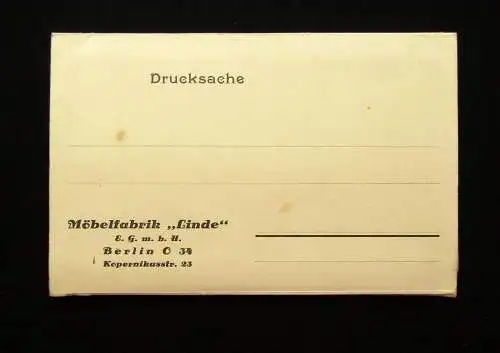 Drucksache
Möbelfabrik „Linde“
E. G. m. b. H.
Berlin O 34
Kopernikusstr. 23